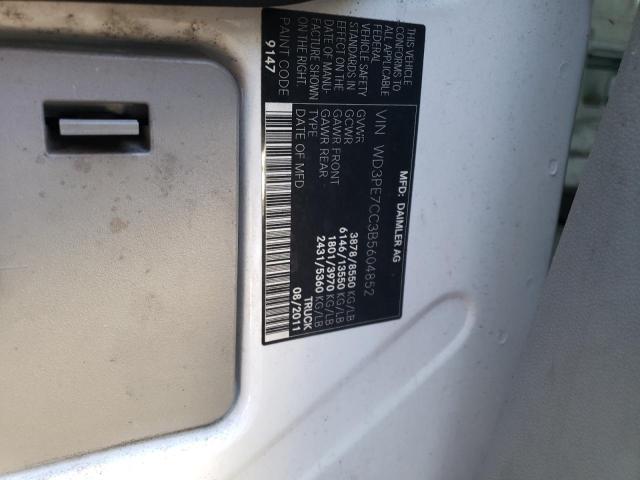 MFD: DAIMLER AG
VIN WD3PE7CC3B5604852
GVWR 3878/8550 KG/LB
GCWR 6146/13550 KG/LB
GAWR FRONT 1801/3970 KG/LB
GAWR REAR 2431/5360 KG/LB
TYPE TRUCK
DATE OF MFD 08/2011
THIS VEHICLE
CONFORMS TO
ALL APPLICABLE
FEDERAL
VEHICLE SAFETY
STANDARDS IN
EFFECT ON THE
DATE OF MANU-
FACTURE SHOWN
ON THE RIGHT.
PAINT CODE
9147